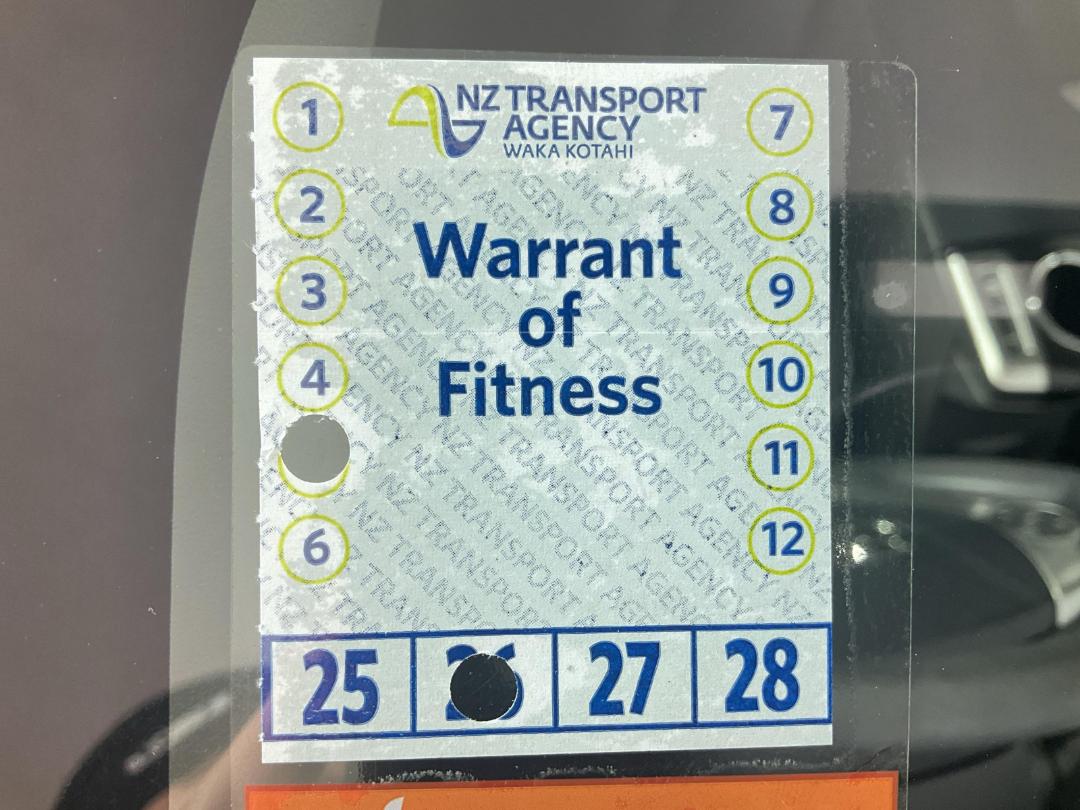 NZ TRANSPORT
AGENCY
WAKA KOTAHI
Warrant
of
Fitness
1
2
3
4
6
7
8
9
10
11
12
25 26 27 28